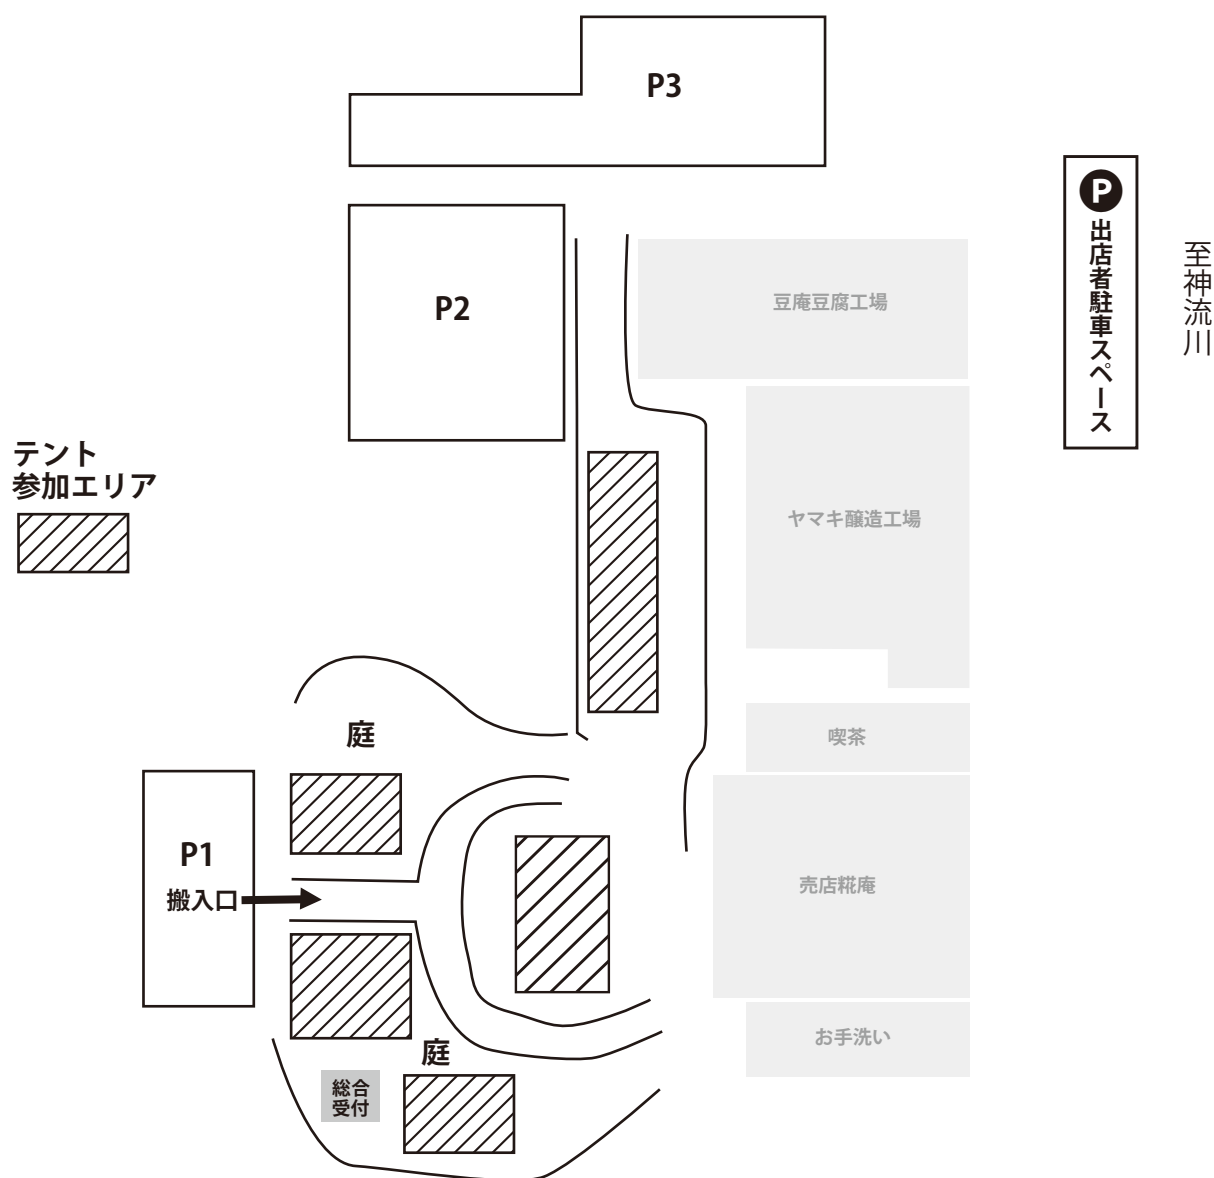 P3
P
出店者駐車スペース
至神流川
P2
豆庵豆腐工場
テント
参加エリア
ヤマキ醸造工場
庭
喫茶
P1
搬入口
売店糀庵
庭
お手洗い
総合
受付